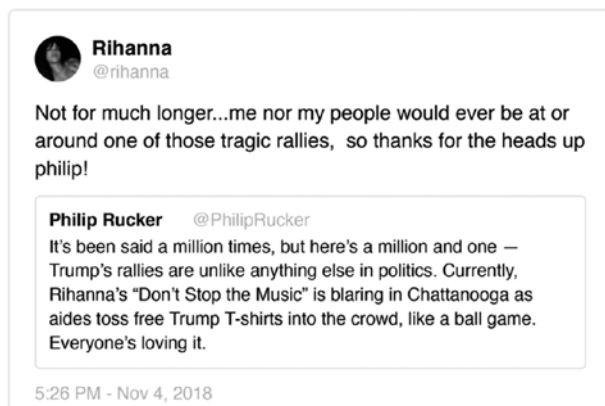 Rihanna
@rihanna
Not for much longer...me nor my people would ever be at or
around one of those tragic rallies,  so thanks for the heads up
philip!
Philip Rucker @PhilipRucker
It's been said a million times, but here's a million and one —
Trump's rallies are unlike anything else in politics. Currently,
Rihanna's “Don't Stop the Music” is blaring in Chattanooga as
aides toss free Trump T-shirts into the crowd, like a ball game.
Everyone's loving it.
5:26 PM - Nov 4, 2018